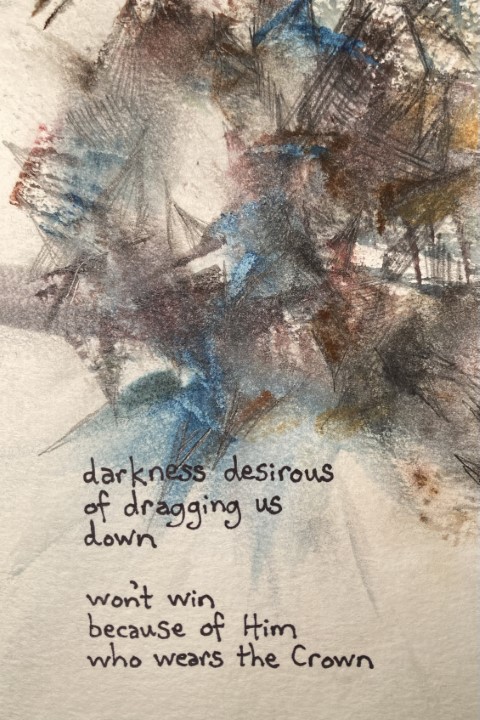 darkness desirous
of dragging us
down
won't win
because of Him
who wears the Crown